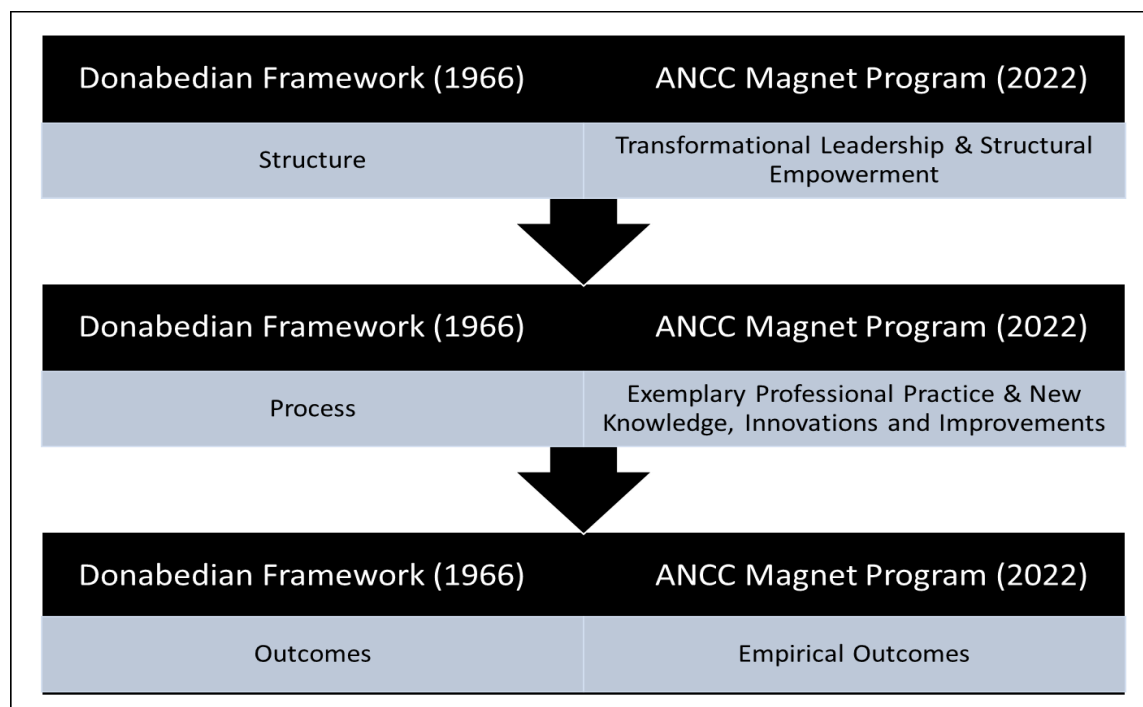 Donabedian Framework (1966)
ANCC Magnet Program (2022)
Structure
Transformational Leadership & Structural
Empowerment
Donabedian Framework (1966)
ANCC Magnet Program (2022)
Process
Exemplary Professional Practice & New
Knowledge, Innovations and Improvements
Donabedian Framework (1966)
ANCC Magnet Program (2022)
Outcomes
Empirical Outcomes